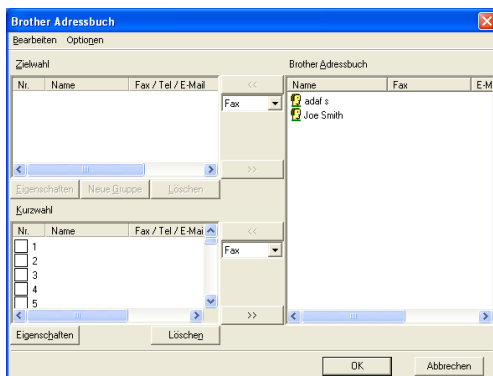 Brother Adressbuch
Bearbeiten Optionen
Zielwahl
Nr. Name Fax / Tel / E-Mail
<<
Fax
>>
Eigenschaften Neue Gruppe Löschen
Kurzwahl
Nr. Name Fax / Tel / E-Mai
1
2
3
4
5
<<
Fax
>>
Eigenschaften Löschen
Brother Adressbuch
Name Fax E-M
adaf s
Joe Smith
OK Abbrechen